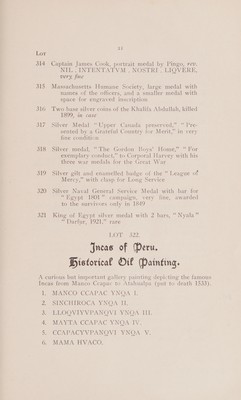 31
Lot
314 Captain James Cook, portrait medal by Pingo, rev.
NIL . INTENTATVM . NOSTRI . LIQVERE,
very fine
315 Massachusetts Humane Society, large medal with
names of the officers, and a smaller medal with
space for engraved inscription
316 Two base silver coins of the Khalifa Abdullah, killed
1899, in case
317 Silver Medal "Upper Canada preserved," "Pre-
sented by a Grateful Country for Merit," in very
fine condition
318 Silver medal, "The Gordon Boys' Home," "For
exemplary conduct," to Corporal Harvey with his
three war medals for the Great War
319 Silver gilt and enamelled badge of the "League of
Mercy," with clasp for Long Service
320 Silver Naval General Service Medal with bar for
"Egypt 1801" campaign, very fine, awarded
to the survivors only in 1849
321 King of Egypt silver medal with 2 bars, "Nyala"
"Darfur, 1921," rare
LOT 322.
Incas of Peru.
Historical Oil Painting.
A curious but important gallery painting depicting the famous
Incas from Manco Ccapac to Atahualpa (put to death 1533).
1. MANCO CCAPAC YNQA I.
2. SINCHIROCA YNQA II.
3. LLOQVIYVPANQVI YNQA III.
4. MAYTA CCAPAC YNQA IV.
5. CCAPACYVPANQVI YNQA V.
6. MAMA HVACO.